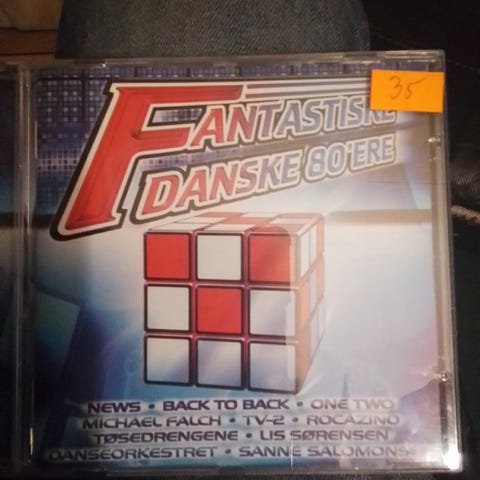 35
FANTASTISKE
DANSKE 80'ERE
NEWS • BACK TO BACK • ONE TWO
MICHAEL FALCH • TV-2 • ROCAZINO
TØSEDRENGENE • LIS SØRENSEN
DANSEORKESTRET • SANNE SALOMONSEN